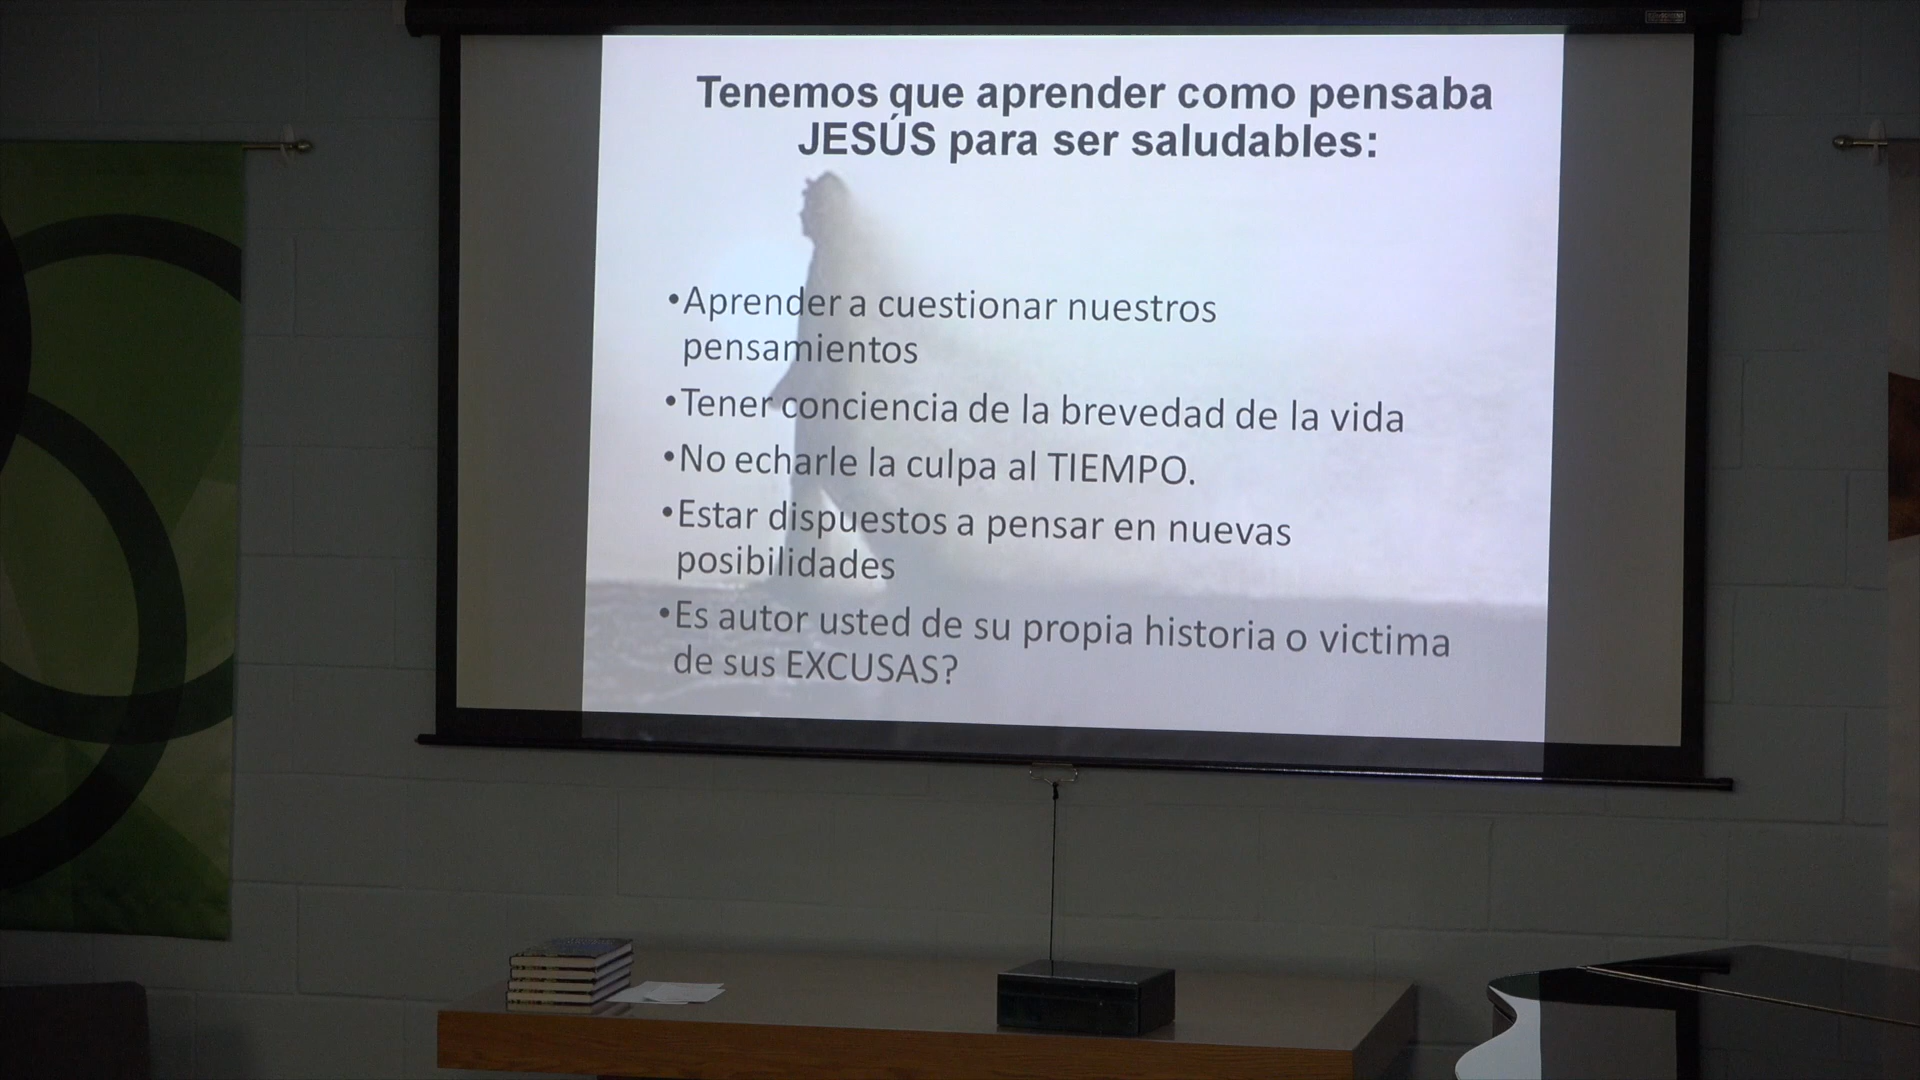 Tenemos que aprender como pensaba
JESÚS para ser saludables:
•Aprender a cuestionar nuestros
pensamientos
•Tener conciencia de la brevedad de la vida
•No echarle la culpa al TIEMPO.
•Estar dispuestos a pensar en nuevas
posibilidades
•Es autor usted de su propia historia o victima
de sus EXCUSAS?